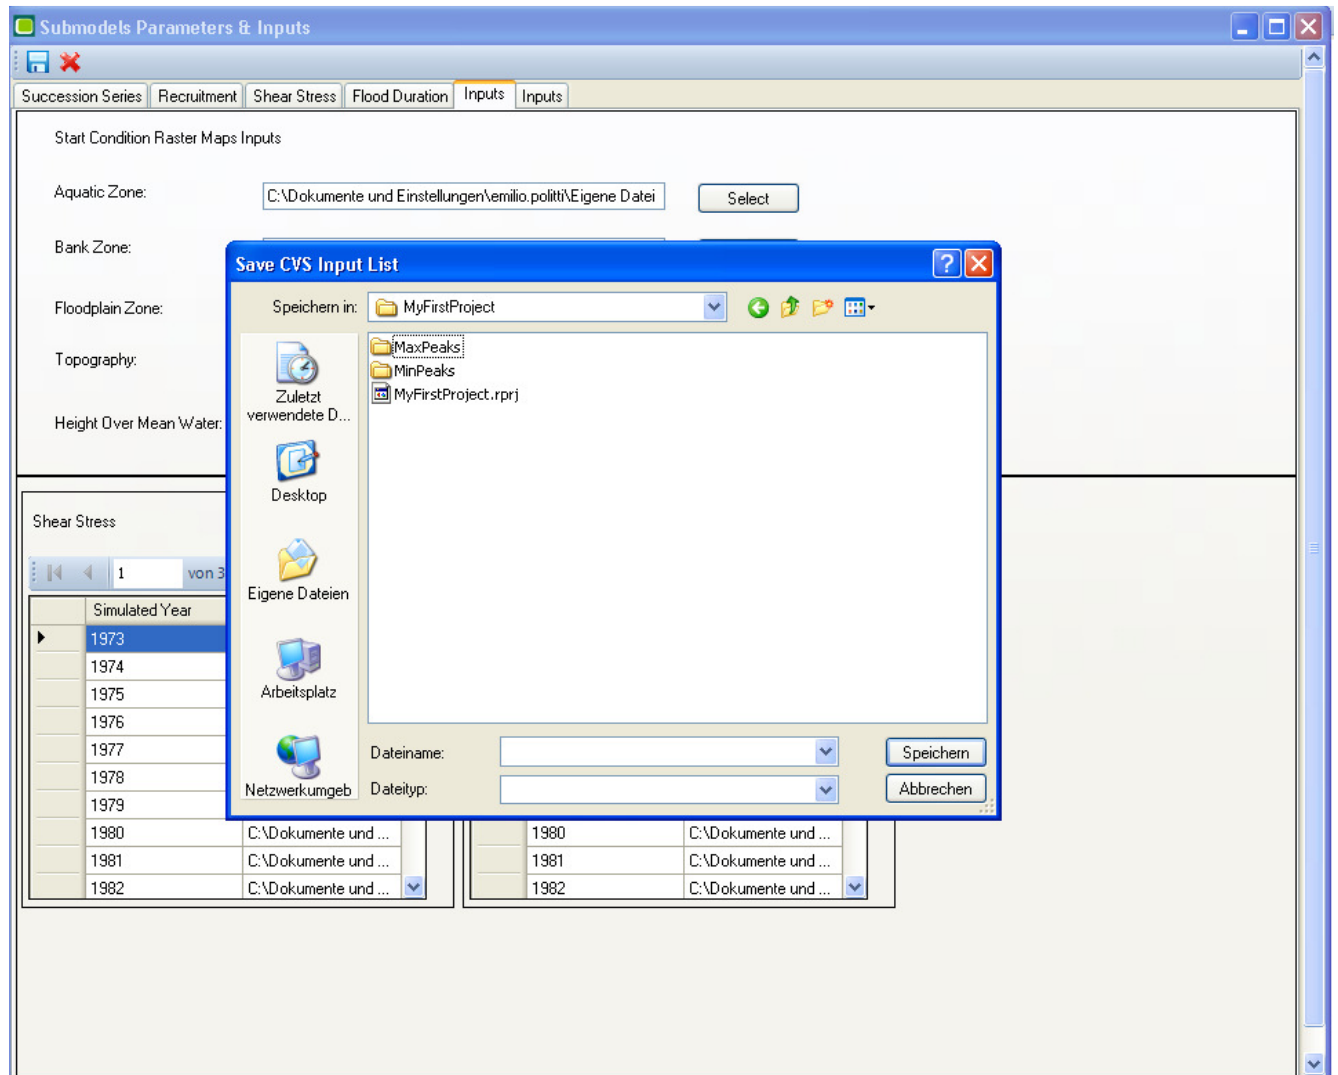 Submodels Parameters & Inputs
Succession Series Recruitment Shear Stress Flood Duration Inputs Inputs
Start Condition Raster Maps Inputs
Aquatic Zone: C:\Dokumente und Einstellungen\emilio.politti\Eigene Datei Select
Bank Zone:
Floodplain Zone:
Topography:
Height Over Mean Water:
Save CVS Input List
Speichern in: MyFirstProject
MaxPeaks
MinPeaks
MyFirstProject.rprj
Zuletzt
verwendete D...
Desktop
Eigene Dateien
Arbeitsplatz
Netzwerkumgeb
Dateiname: Speichern
Dateityp: Abbrechen
Shear Stress
1 von 3
Simulated Year
1973
1974
1975
1976
1977
1978
1979
1980 C:\Dokumente und ... 1980 C:\Dokumente und ...
1981 C:\Dokumente und ... 1981 C:\Dokumente und ...
1982 C:\Dokumente und ... 1982 C:\Dokumente und ...